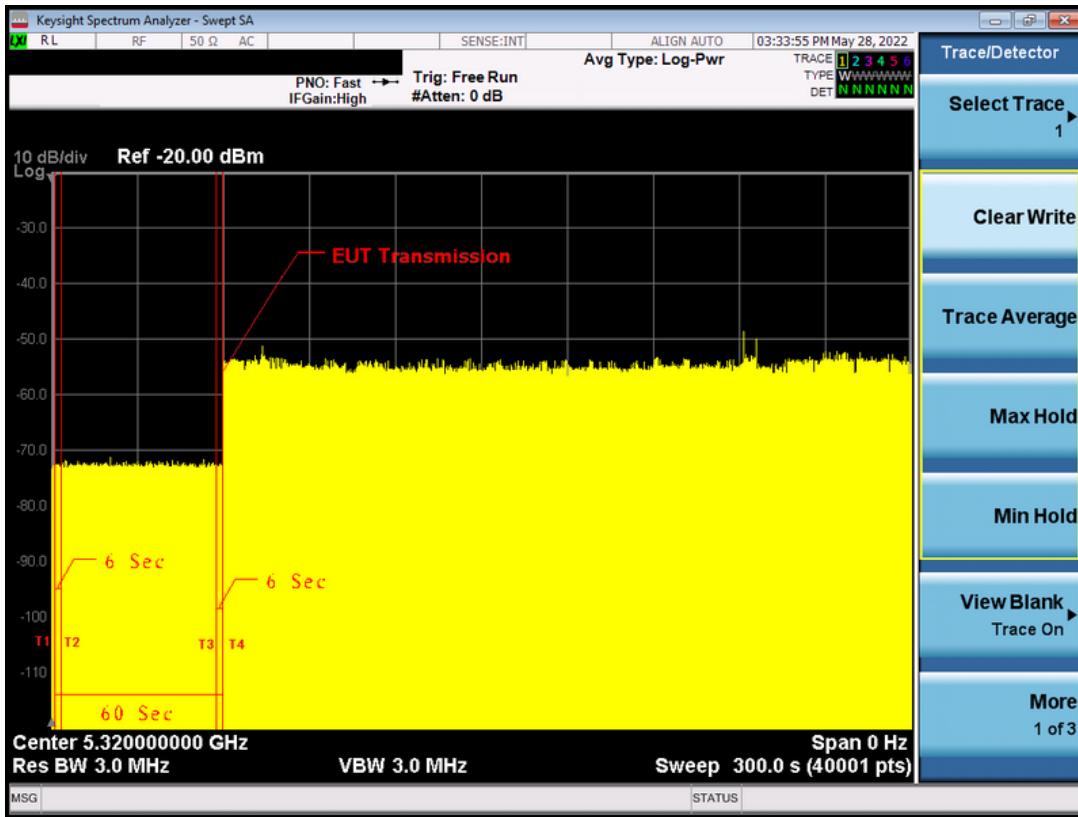 Keysight Spectrum Analyzer - Swept SA
LXI RL RF 50 Ω AC SENSE:INT ALIGN AUTO 03:33:55 PM May 28, 2022
Trace/Detector
Avg Type: Log-Pwr
TRACE 1 2 3 4 5 6
PNO: Fast Trig: Free Run
TYPE WWWWWW
IFGain:High #Atten: 0 dB
DET N N N N N N
Select Trace
1
10 dB/div Ref -20.00 dBm
Log
Clear Write
-30.0
EUT Transmission
-40.0
Trace Average
-50.0
-60.0
Max Hold
-70.0
-80.0
Min Hold
-90.0
6 Sec
6 Sec
-100
View Blank
Trace On
T1 T2 T3 T4
-110
60 Sec
More
1 of 3
Center 5.320000000 GHz Span 0 Hz
Res BW 3.0 MHz VBW 3.0 MHz Sweep 300.0 s (40001 pts)
MSG STATUS